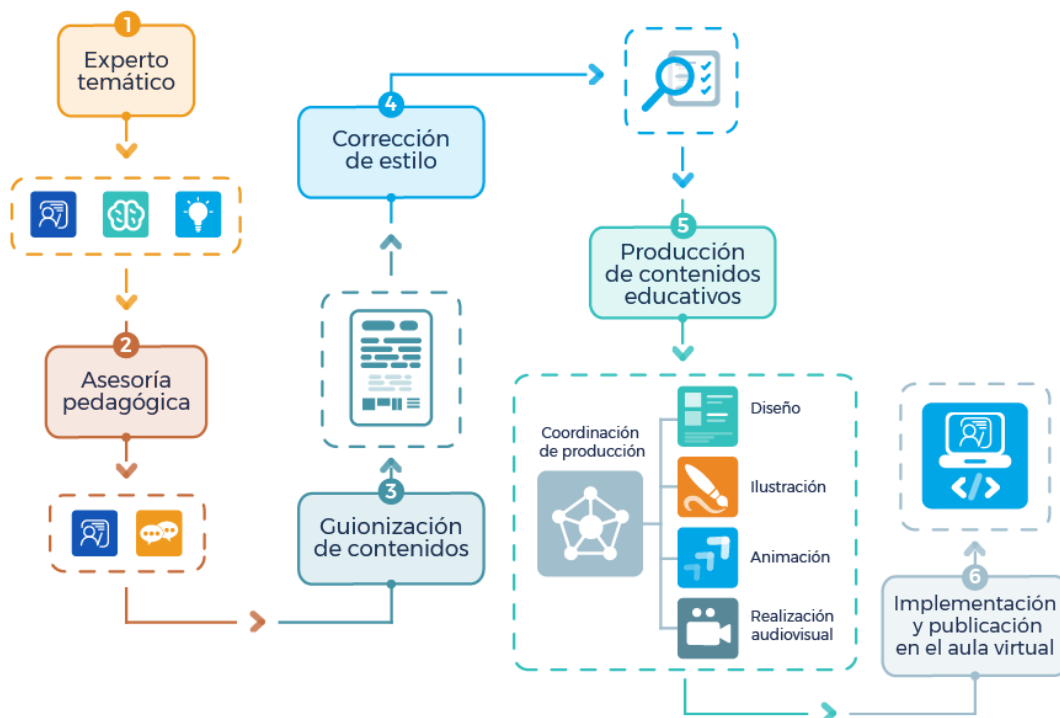 1
Experto
temático
2
Asesoría
pedagógica
3
Guionización
de contenidos
4
Corrección
de estilo
5
Producción
de contenidos
educativos
Coordinación
de producción
Diseño
Ilustración
Animación
Realización
audiovisual
6
Implementación
y publicación
en el aula virtual